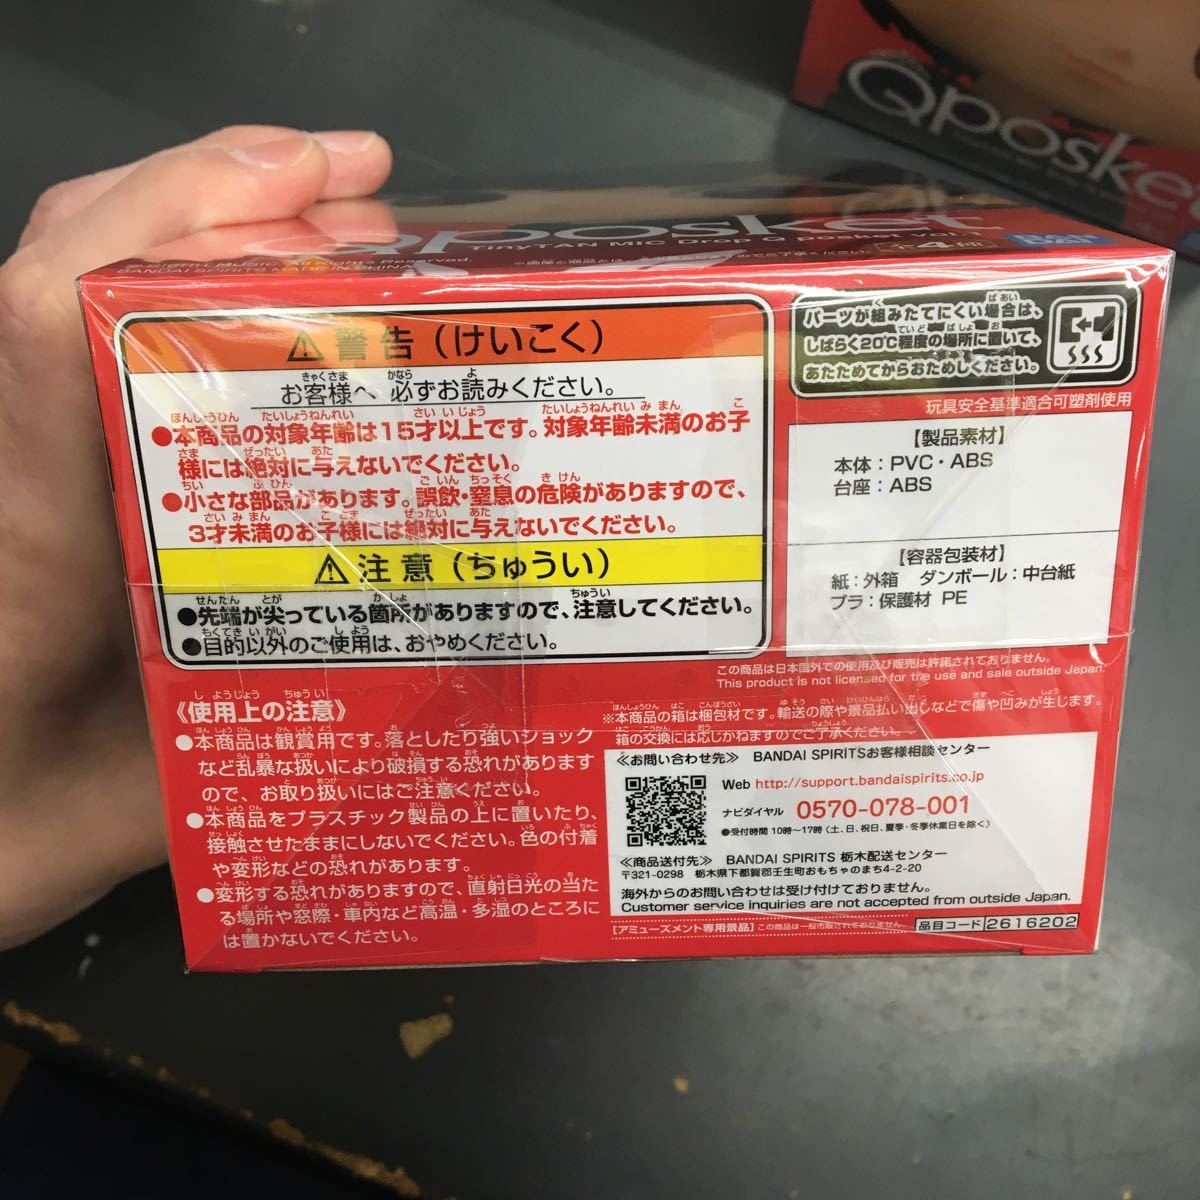 Qposket
Qposket
TinyTAN MIC Drop Q posket vol.1
全4種
BANDAI
Reserved.
BANDAI SPIRITS MADE IN CHINA
⚠警告（けいこく）
お客様へ 必ずお読みください。
●本商品の対象年齢は15才以上です。対象年齢未満のお子
様には絶対に与えないでください。
●小さな部品があります。誤飲・窒息の危険がありますので、
3才未満のお子様には絶対に与えないでください。
⚠注意（ちゅうい）
●先端が尖っている箇所がありますので、注意してください。
●目的以外のご使用は、おやめください。
パーツが組みたてにくい場合は、
しばらく20℃程度の場所に置いて、
あたためてからおためしください。
玩具安全基準適合可塑剤使用
【製品素材】
本体：PVC・ABS
台座：ABS
【容器包装材】
紙：外箱 ダンボール：中台紙
プラ：保護材 PE
この商品は日本国外での使用及び販売は許諾されておりません。
This product is not licensed for the use and sale outside Japan.
《使用上の注意》
●本商品は観賞用です。落としたり強いショック
など乱暴な扱いにより破損する恐れがあります
ので、お取り扱いにはご注意ください。
●本商品をプラスチック製品の上に置いたり、
接触させたままにしないでください。色の付着
や変形などの恐れがあります。
●変形する恐れがありますので、直射日光の当た
る場所や窓際・車内など高温・多湿のところに
は置かないでください。
※本商品の箱は梱包材です。輸送の際や景品払い出しなどで傷や凹みが生じます。
箱の交換には応じかねますのでご了承ください。
≪お問い合わせ先≫ BANDAI SPIRITSお客様相談センター
Web http://support.bandaispirits.co.jp
ナビダイヤル 0570-078-001
●受付時間 10時～17時（土、日、祝日、夏季・冬季休業日を除く）
≪商品送付先≫ BANDAI SPIRITS 栃木配送センター
〒321-0298 栃木県下都賀郡壬生町おもちゃのまち4-2-20
海外からのお問い合わせは受け付けておりません。
Customer service inquiries are not accepted from outside Japan.
[アミューズメント専用景品] この商品は一般市販されておりません。 品目コード 2616202